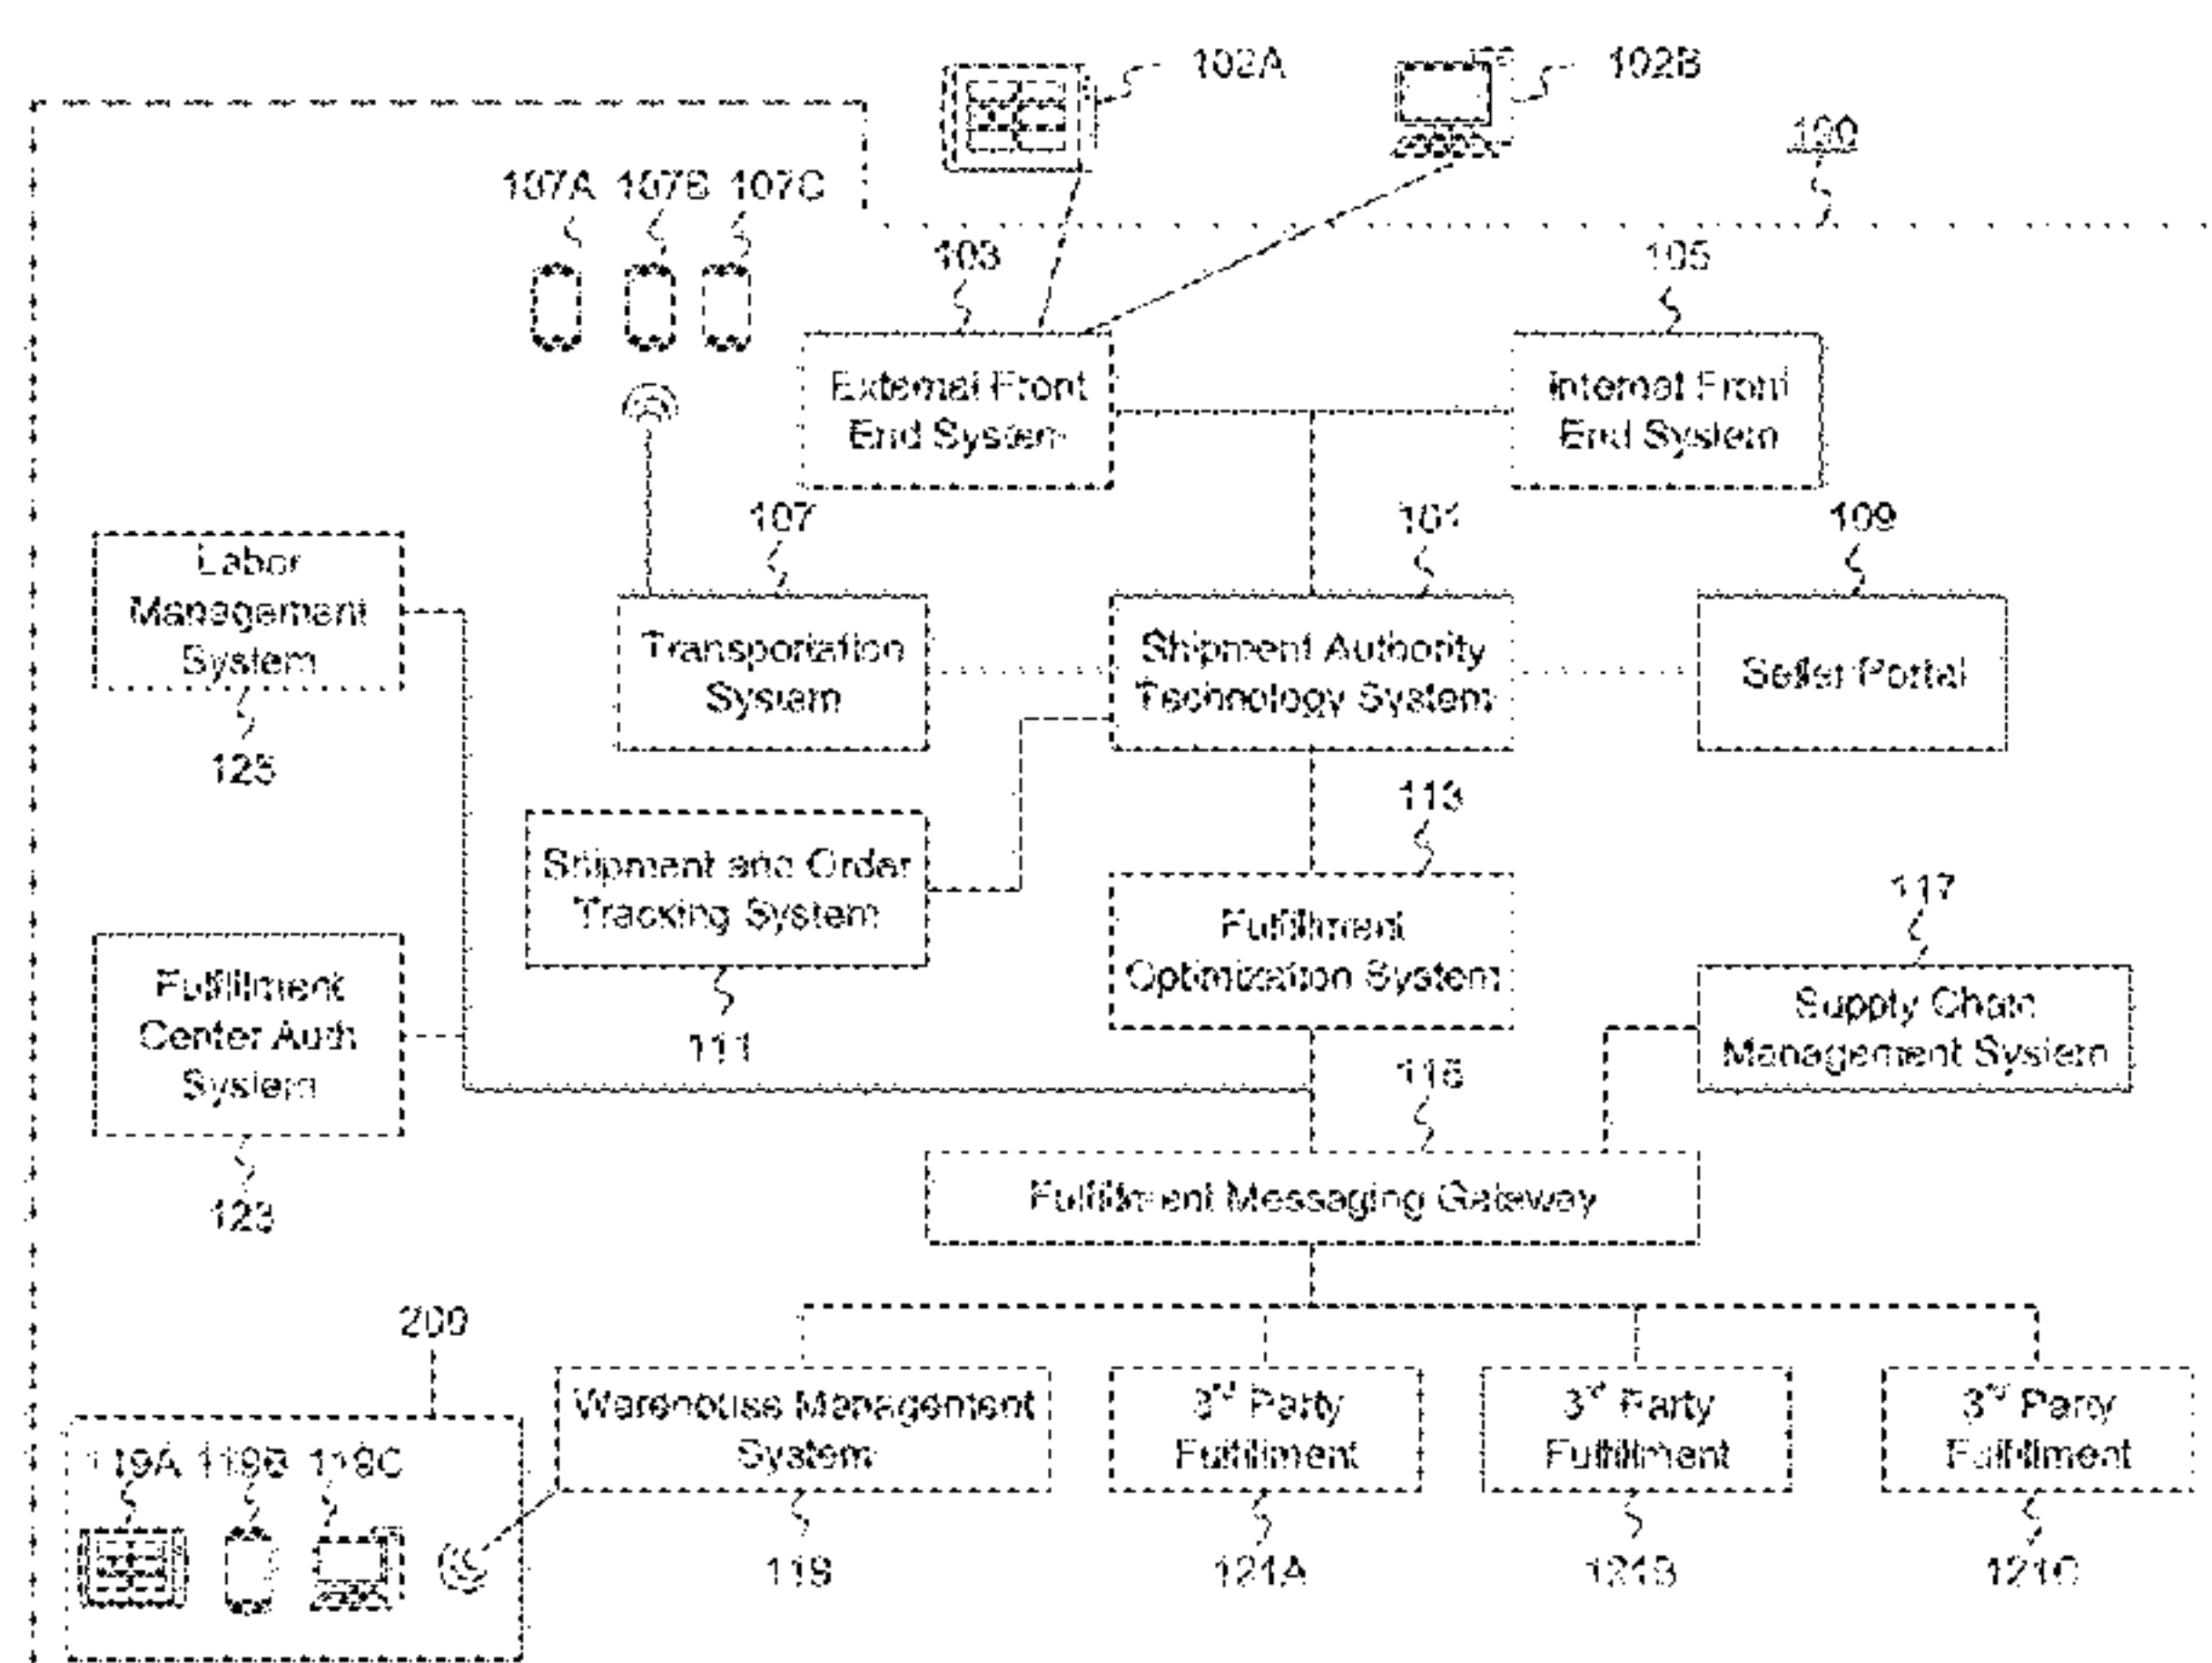 102A
102B
100
107A 107B 107C
103
105
External Front
End System
Internal Front
End System
107
101
109
Labor
Management
System
Transportation
System
Shipment Authority
Technology System
Seller Portal
125
113
Shipment and Order
Tracking System
117
Fulfillment
Optimization System
Fulfillment
Center Auth
System
Supply Chain
Management System
111
123
Fulfillment Messaging Gateway
200
Warehouse Management
System
3rd Party
Fulfillment
3rd Party
Fulfillment
3rd Party
Fulfillment
119A 119B 119C
119
121A
121B
121C